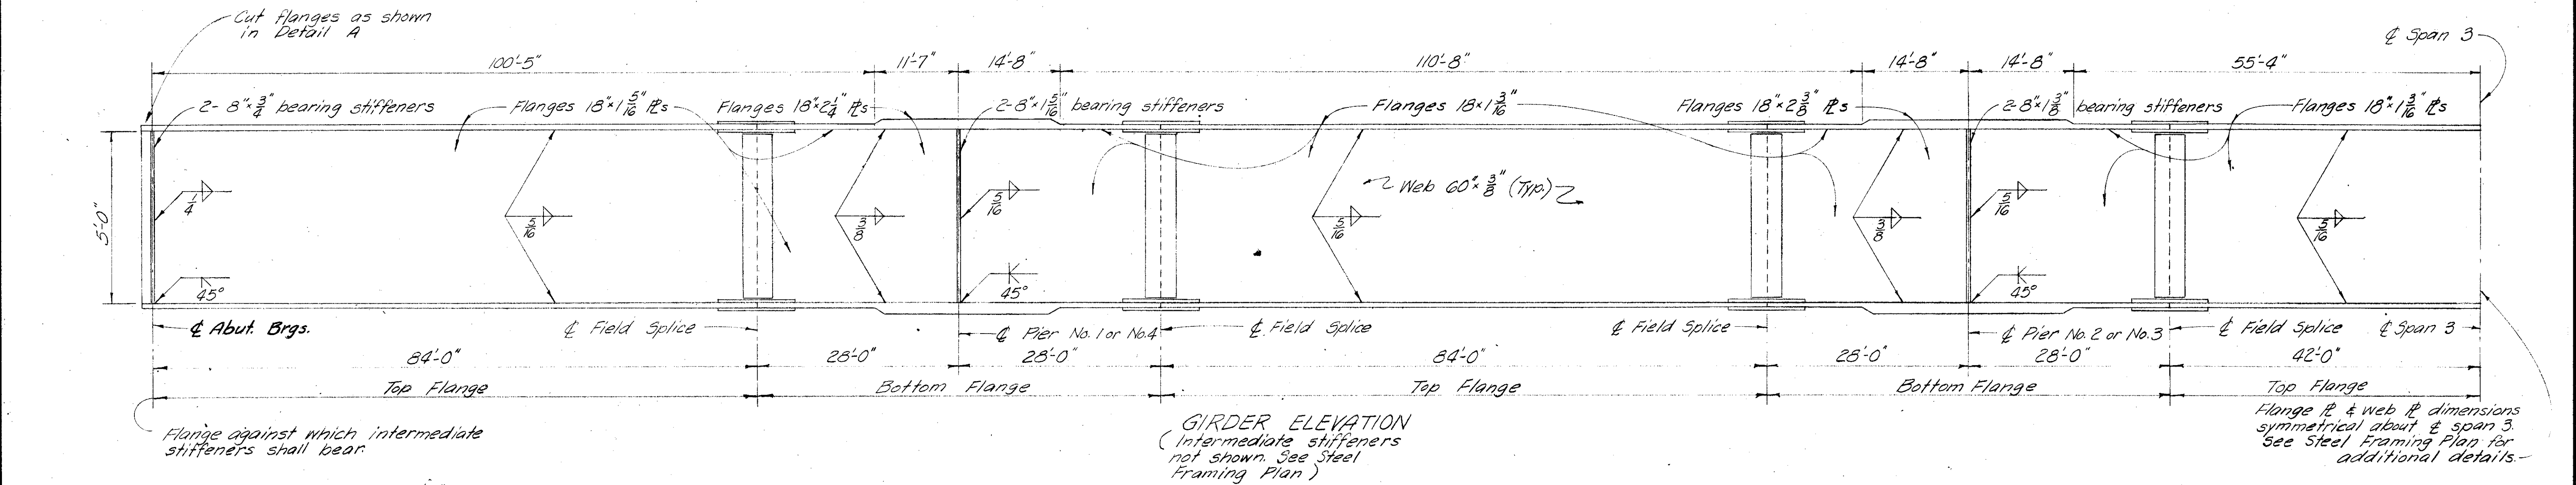 Cut flanges as shown
in Detail A
℄ Span 3
100'-5" 11'-7" 14'-8" 110'-8" 14'-8" 14'-8" 55'-4"
2- 8"×3/4" bearing stiffeners Flanges 18"×1 5/16" ℙs Flanges 18"×2 1/4" ℙs 2-8"×1 5/16" bearing stiffeners Flanges 18×1 3/16" Flanges 18"×2 3/8" ℙs 2-8"×1 3/8" bearing stiffeners Flanges 18"×1 3/16" ℙs
Web 60"×3/8" (Typ.)
1/4 5/16 3/8 5/16 5/16 3/8 5/16 5/16
5'-0"
45° 45° 45°
℄ Abut. Brgs. ℄ Field Splice ℄ Pier No. 1 or No. 4 ℄ Field Splice ℄ Field Splice ℄ Pier No. 2 or No. 3 ℄ Field Splice ℄ Span 3
84'-0" 28'-0" 28'-0" 84'-0" 28'-0" 28'-0" 42'-0"
Top Flange Bottom Flange Top Flange Bottom Flange Top Flange
Flange against which intermediate
stiffeners shall bear.
GIRDER ELEVATION
(Intermediate stiffeners
not shown. See Steel
Framing Plan)
Flange ℙ & web ℙ dimensions
symmetrical about ℄ span 3.
See Steel Framing Plan for
additional details.